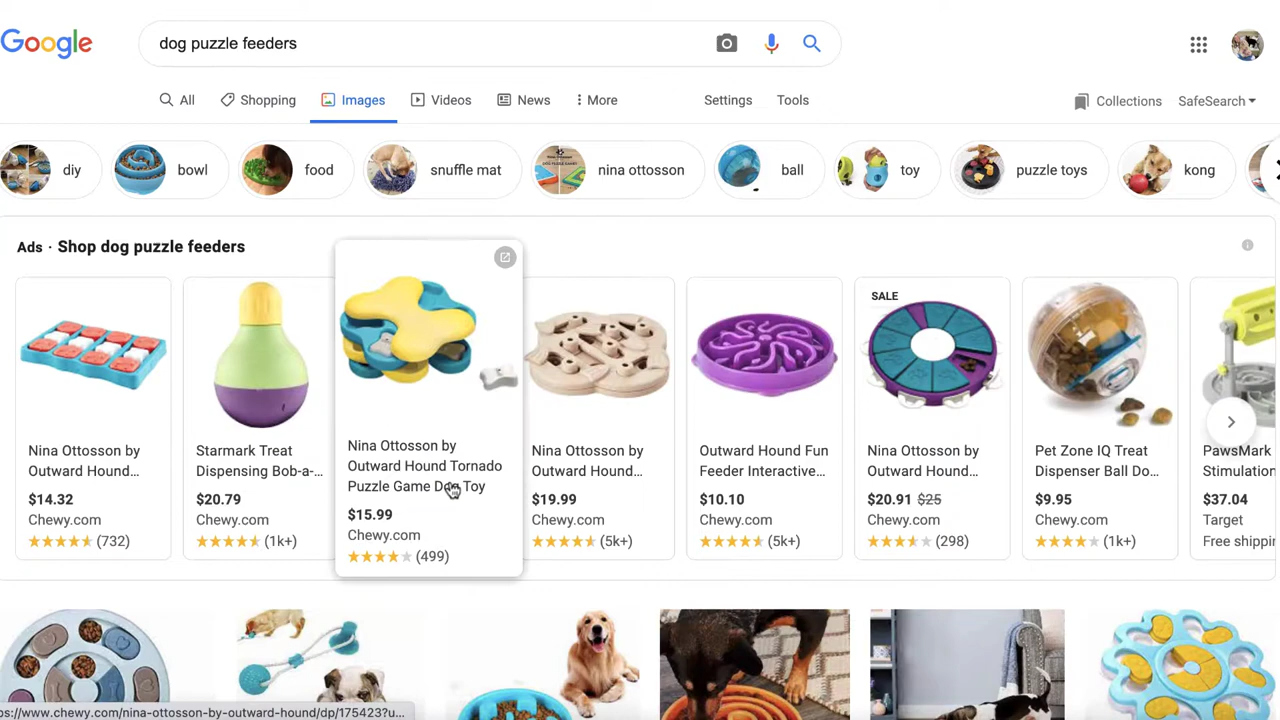 Google
dog puzzle feeders
All
Shopping
Images
Videos
News
More
Settings
Tools
Collections
SafeSearch
diy
bowl
food
snuffle mat
nina ottosson
ball
toy
puzzle toys
kong
Ads · Shop dog puzzle feeders
Nina Ottosson by
Outward Hound...
$14.32
Chewy.com
(732)
Starmark Treat
Dispensing Bob-a-...
$20.79
Chewy.com
(1k+)
Nina Ottosson by
Outward Hound Tornado
Puzzle Game Dog Toy
$15.99
Chewy.com
(499)
Nina Ottosson by
Outward Hound...
$19.99
Chewy.com
(5k+)
Outward Hound Fun
Feeder Interactive...
$10.10
Chewy.com
(5k+)
SALE
Nina Ottosson by
Outward Hound...
$20.91 $25
Chewy.com
(298)
Pet Zone IQ Treat
Dispenser Ball Do...
$9.95
Chewy.com
(1k+)
PawsMark
Stimulation
$37.04
Target
Free shippi
ps://www.chewy.com/nina-ottosson-by-outward-hound/dp/175423?u...